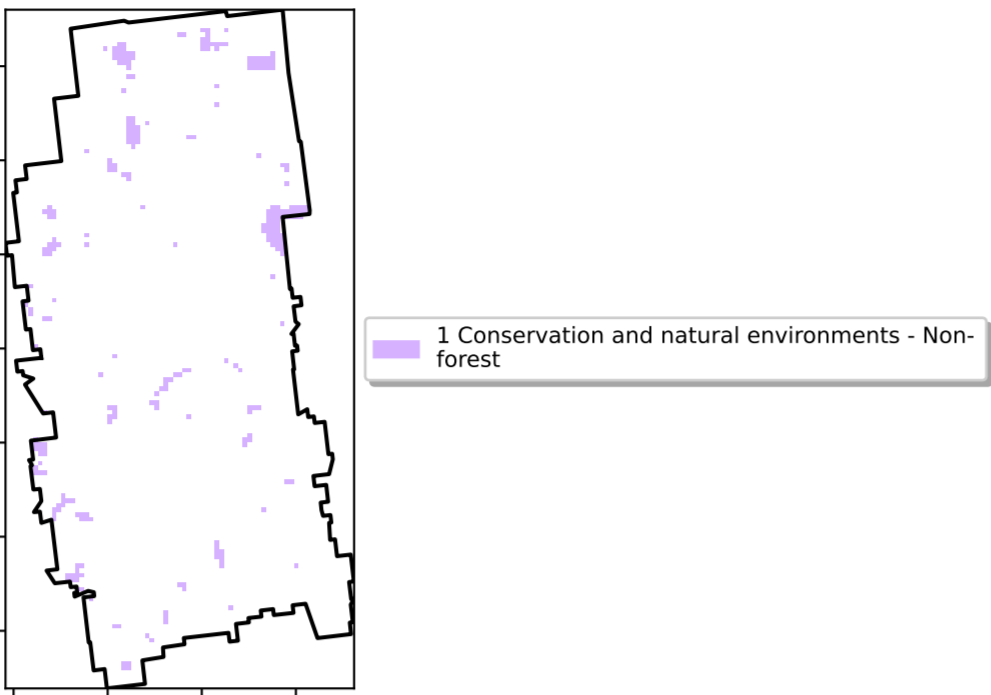 1 Conservation and natural environments - Non-
forest